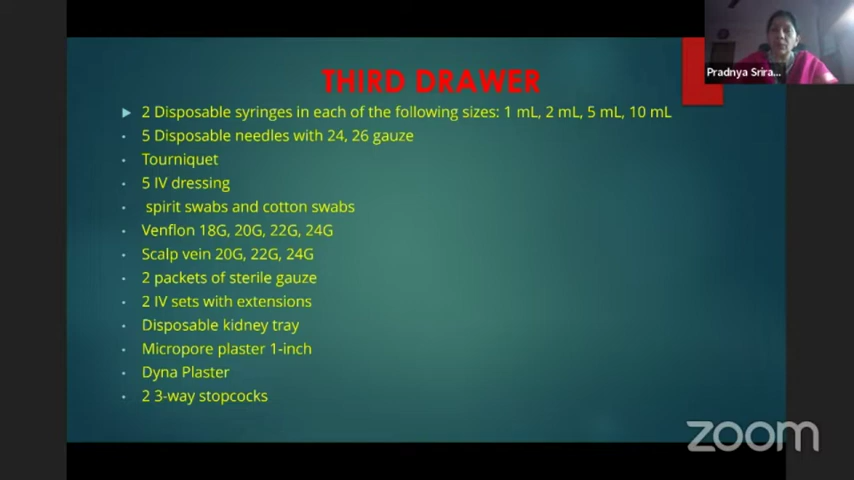 Pradnya Srira...
THIRD DRAWER
2 Disposable syringes in each of the following sizes: 1 mL, 2 mL, 5 mL, 10 mL
5 Disposable needles with 24, 26 gauze
Tourniquet
5 IV dressing
spirit swabs and cotton swabs
Venflon 18G, 20G, 22G, 24G
Scalp vein 20G, 22G, 24G
2 packets of sterile gauze
2 IV sets with extensions
Disposable kidney tray
Micropore plaster 1-inch
Dyna Plaster
2 3-way stopcocks
zoom